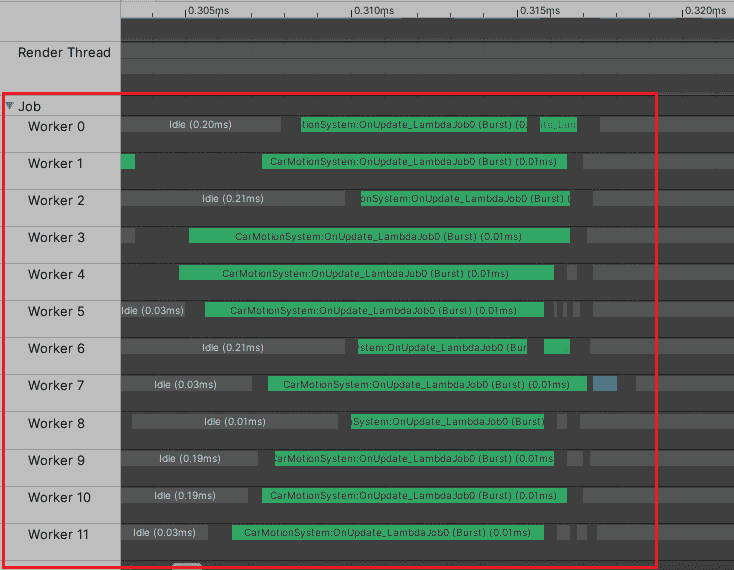 0.305ms 0.310ms 0.315ms 0.320ms
Render Thread
Job
Worker 0 Idle (0.20ms) tionSystem:OnUpdate_LambdaJob0 (Burst) (0.
Worker 1 CarMotionSystem:OnUpdate_LambdaJob0 (Burst) (0.01ms)
Worker 2 Idle (0.21ms) onSystem:OnUpdate_LambdaJob0 (Burst) (
Worker 3 CarMotionSystem:OnUpdate_LambdaJob0 (Burst) (0.01ms)
Worker 4 CarMotionSystem:OnUpdate_LambdaJob0 (Burst) (0.01ms)
Worker 5 Idle (0.03ms) CarMotionSystem:OnUpdate_LambdaJob0 (Burst) (0.01ms)
Worker 6 Idle (0.21ms) ystem:OnUpdate_LambdaJob0 (Bur
Worker 7 Idle (0.03ms) CarMotionSystem:OnUpdate_LambdaJob0 (Burst) (0.01ms)
Worker 8 Idle (0.01ms) System:OnUpdate_LambdaJob0 (Burst)
Worker 9 Idle (0.19ms) CarMotionSystem:OnUpdate_LambdaJob0 (Burst) (0.01ms)
Worker 10 Idle (0.19ms) CarMotionSystem:OnUpdate_LambdaJob0 (Burst) (0.01ms)
Worker 11 Idle (0.03ms) CarMotionSystem:OnUpdate_LambdaJob0 (Burst) (0.01ms)